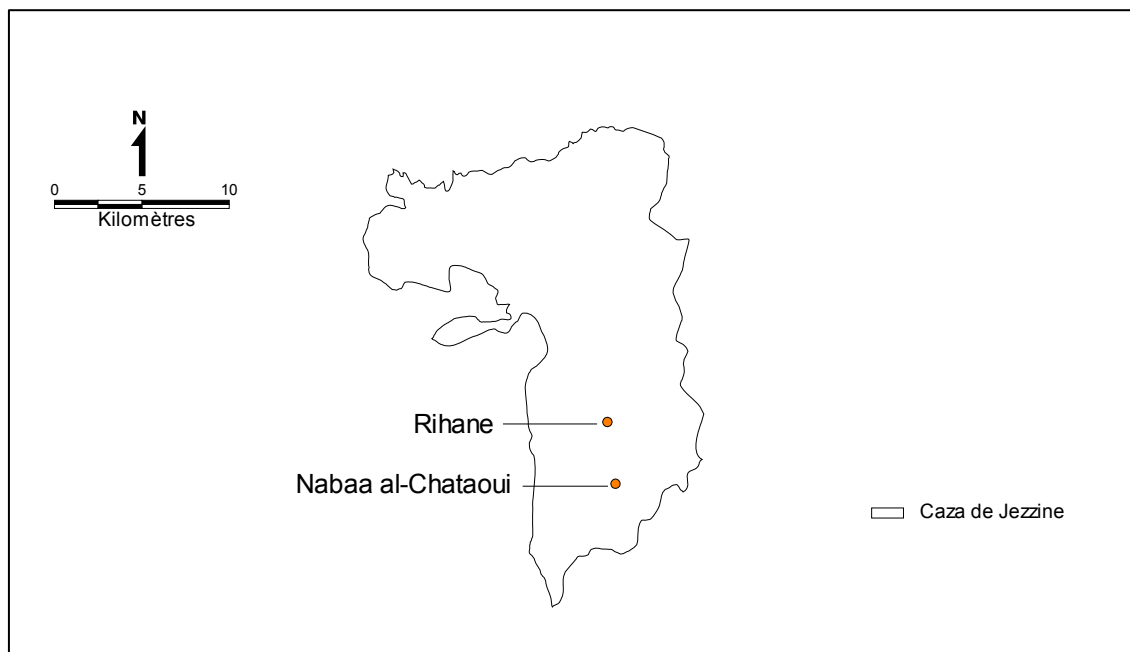 N
0 5 10
Kilomètres
Rihane
Nabaa al-Chataoui
Caza de Jezzine